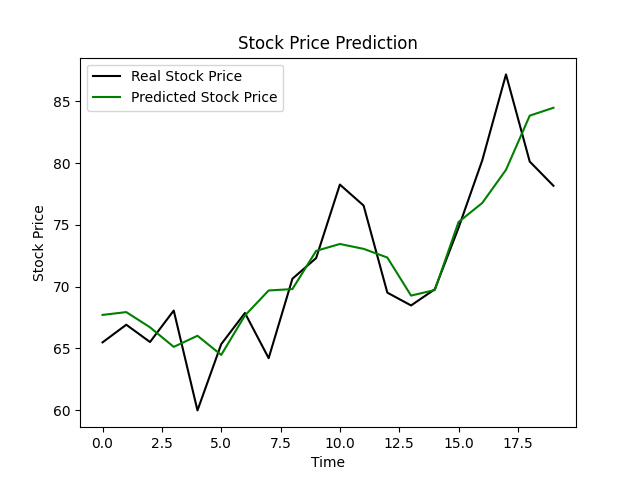 Stock Price Prediction
Real Stock Price
Predicted Stock Price
Stock Price
85
80
75
70
65
60
0.0 2.5 5.0 7.5 10.0 12.5 15.0 17.5
Time